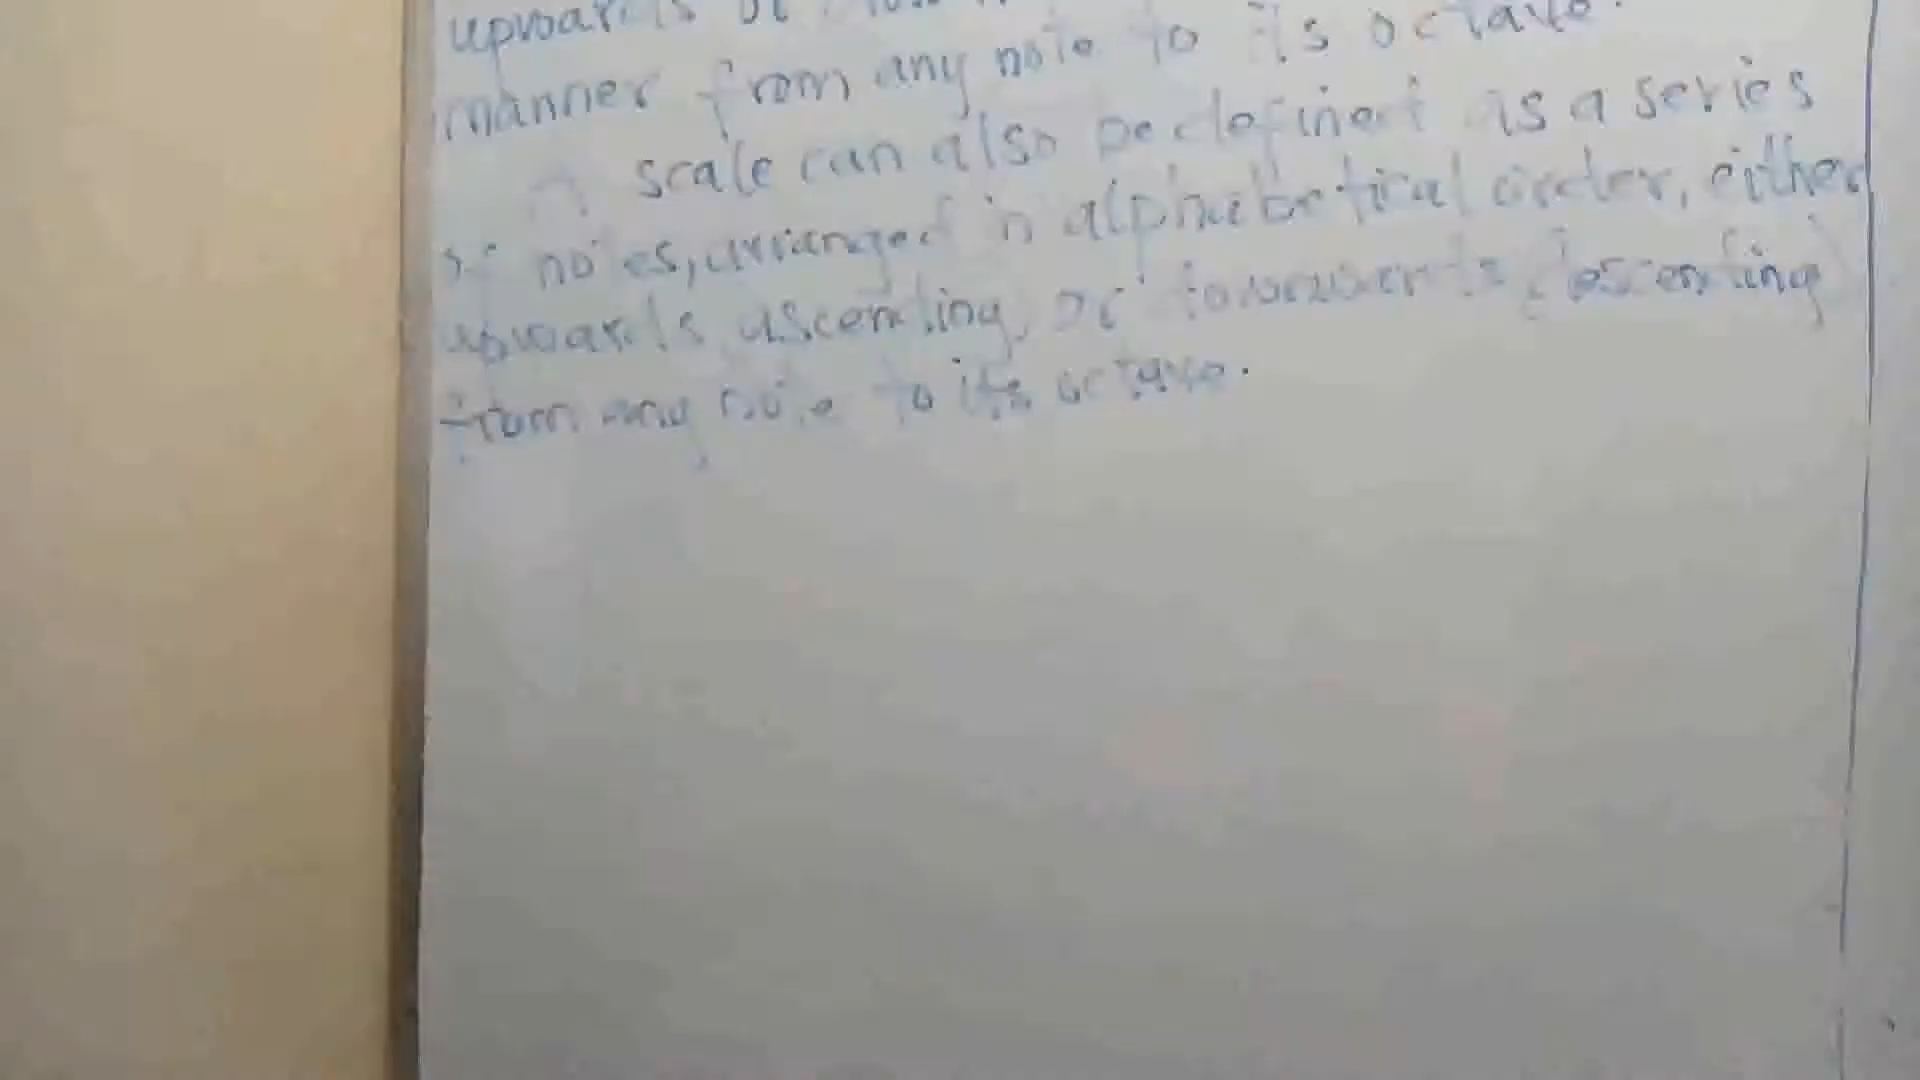 upwards or
manner from any note to its octave.
A scale can also be defined as a series
of notes, arranged in alphabetical order, either
upwards ascending, or downwards descending
from any note to its octave.